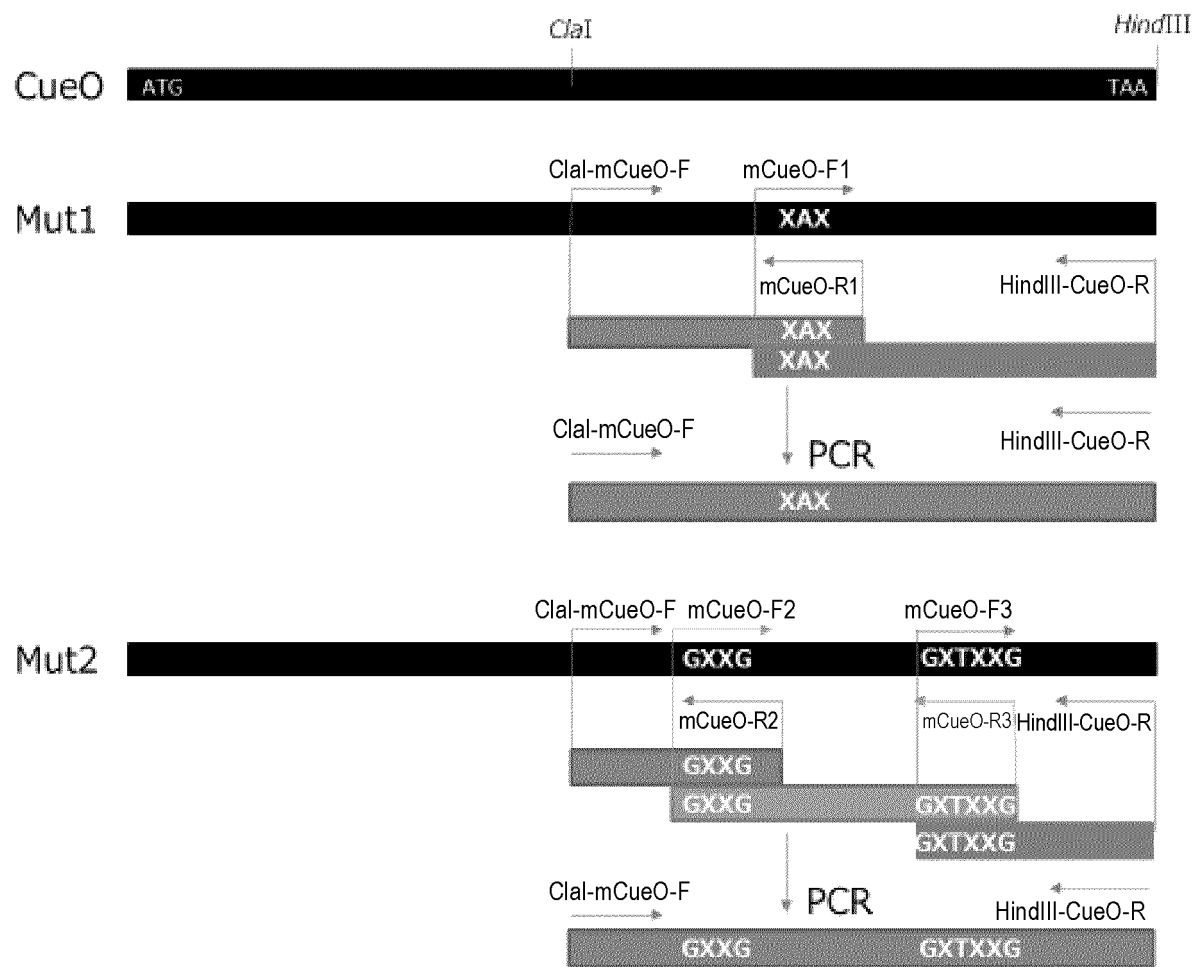 ClaI HindIII
CueO ATG TAA
ClaI-mCueO-F mCueO-F1
Mut1 XAX
mCueO-R1 HindIII-CueO-R
XAX
XAX
ClaI-mCueO-F HindIII-CueO-R
PCR
XAX
ClaI-mCueO-F mCueO-F2 mCueO-F3
Mut2 GXXG GXTXXG
mCueO-R2 mCueO-R3 HindIII-CueO-R
GXXG
GXXG GXTXXG
GXTXXG
ClaI-mCueO-F PCR HindIII-CueO-R
GXXG GXTXXG